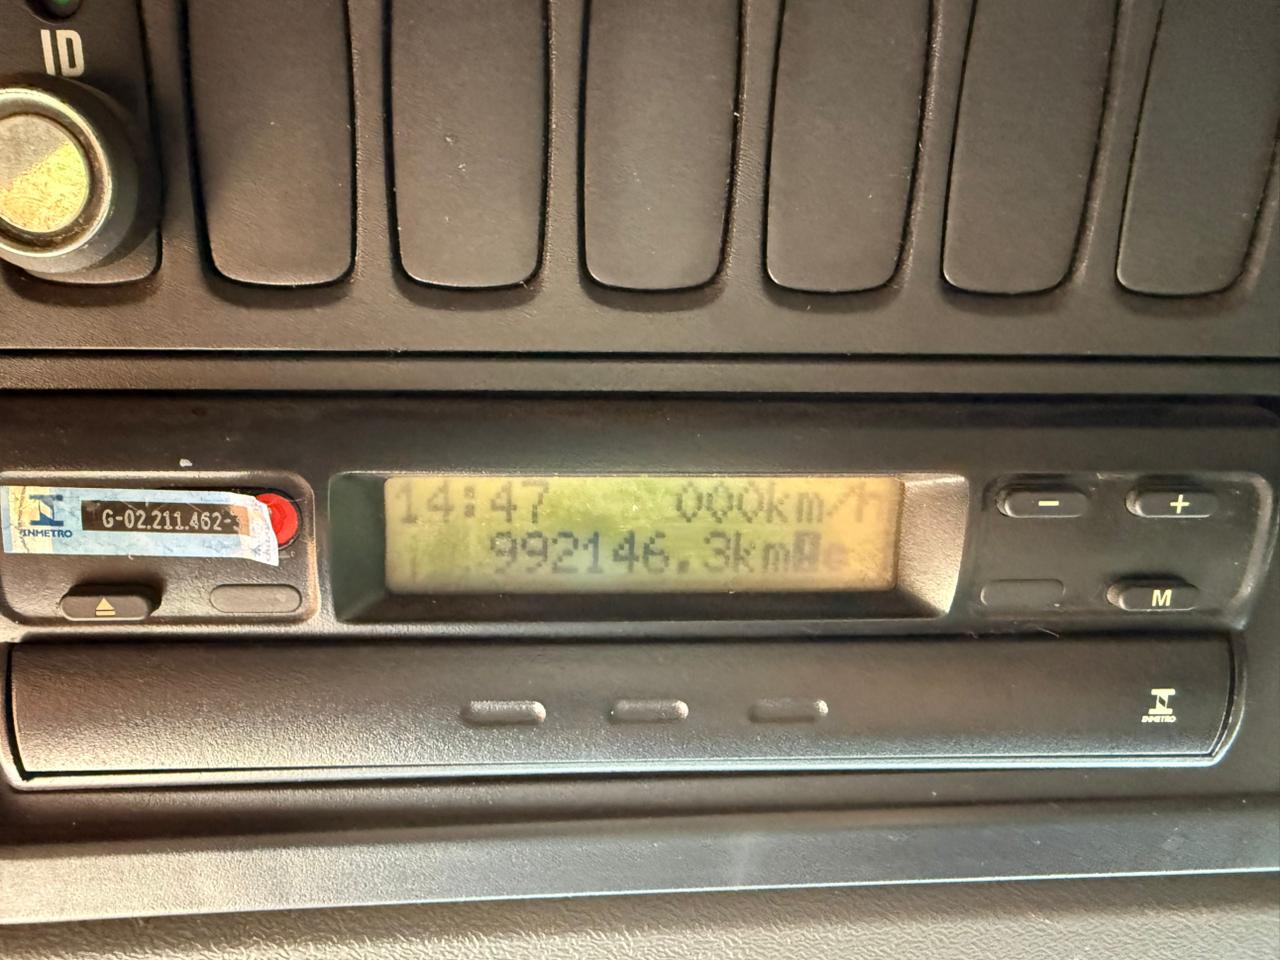 ID
INMETRO
G-02.211.462-
14:47 000km/h
992146.3km
-
+
M
INMETRO